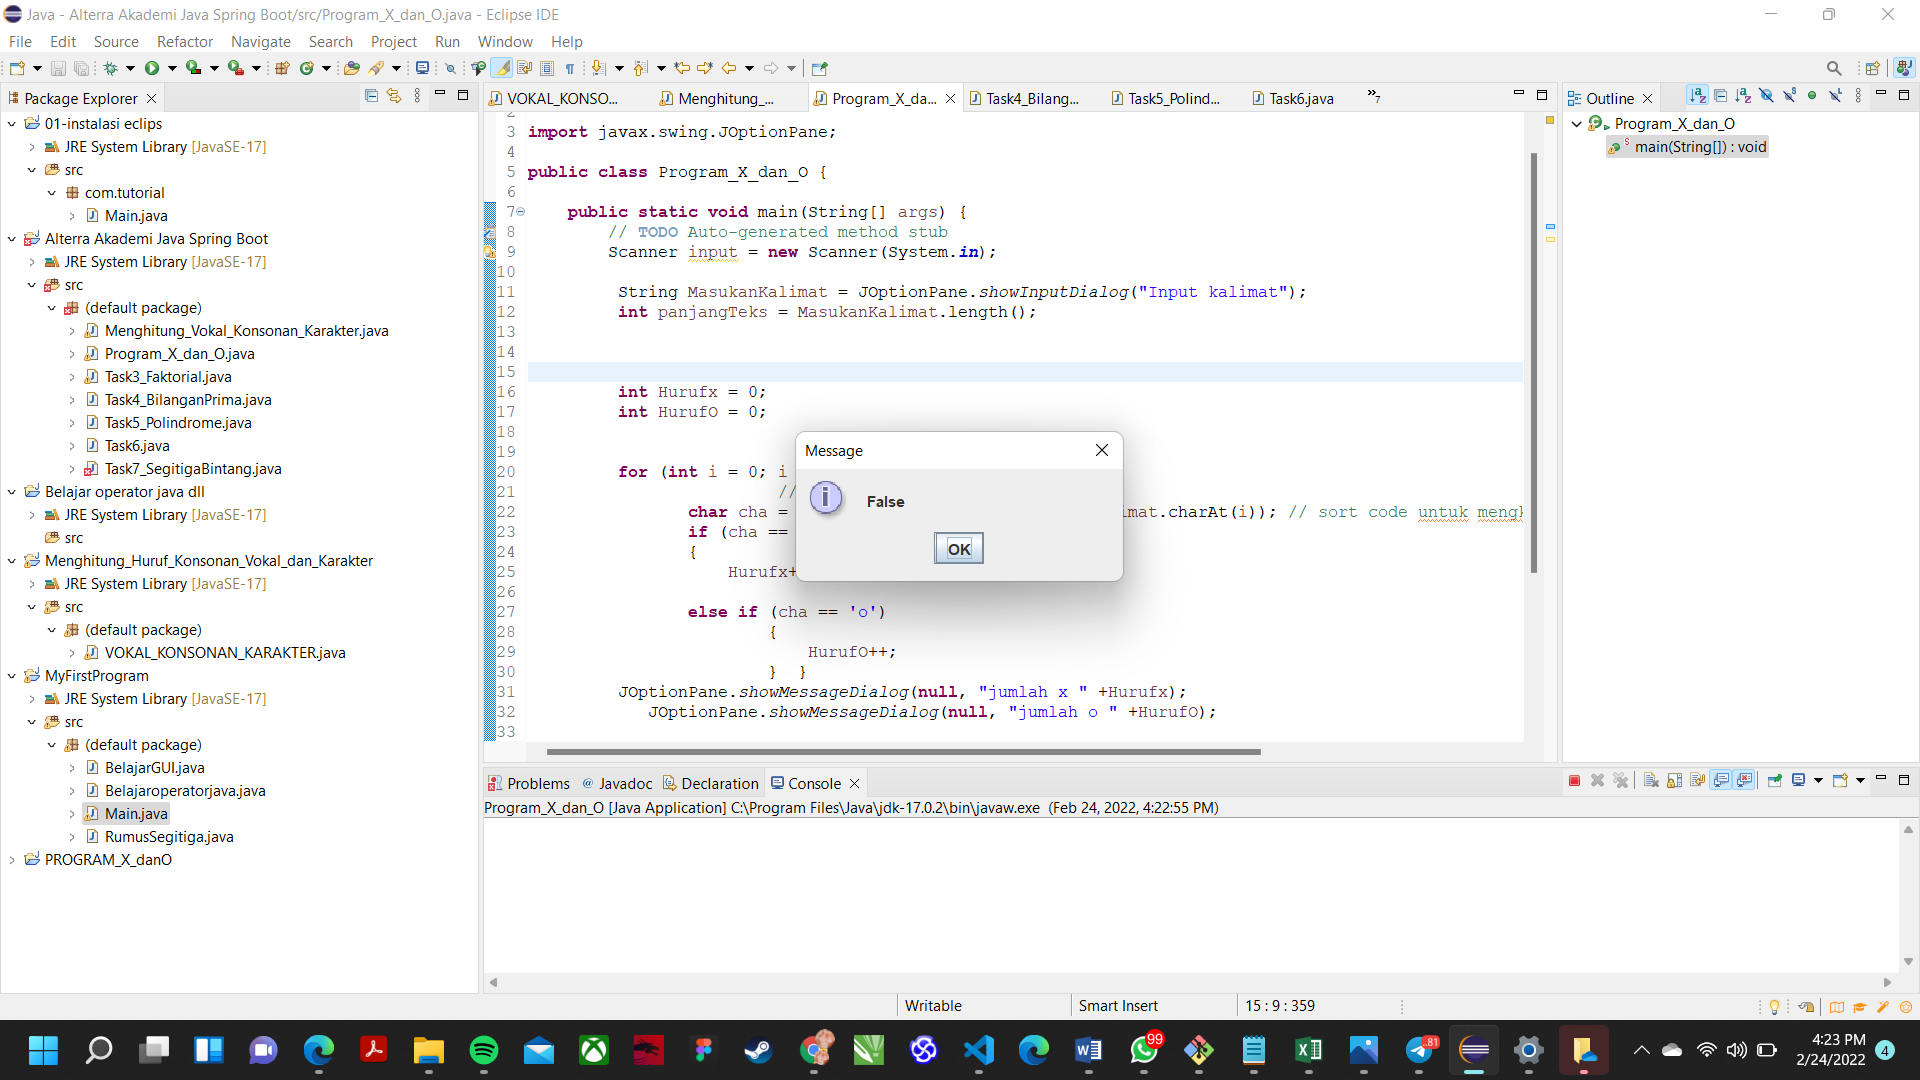 Java - Alterra Akademi Java Spring Boot/src/Program_X_dan_O.java - Eclipse IDE
File Edit Source Refactor Navigate Search Project Run Window Help
Package Explorer
01-instalasi eclips
JRE System Library [JavaSE-17]
src
com.tutorial
Main.java
Alterra Akademi Java Spring Boot
JRE System Library [JavaSE-17]
src
(default package)
Menghitung_Vokal_Konsonan_Karakter.java
Program_X_dan_O.java
Task3_Faktorial.java
Task4_BilanganPrima.java
Task5_Polindrome.java
Task6.java
Task7_SegitigaBintang.java
Belajar operator java dll
JRE System Library [JavaSE-17]
src
Menghitung_Huruf_Konsonan_Vokal_dan_Karakter
JRE System Library [JavaSE-17]
src
(default package)
VOKAL_KONSONAN_KARAKTER.java
MyFirstProgram
JRE System Library [JavaSE-17]
src
(default package)
BelajarGUI.java
Belajaroperatorjava.java
Main.java
RumusSegitiga.java
PROGRAM_X_danO
VOKAL_KONSO... Menghitung_... Program_X_da... Task4_Bilang... Task5_Polind... Task6.java »7
2
3 import javax.swing.JOptionPane;
4
5 public class Program_X_dan_O {
6
7 public static void main(String[] args) {
8 // TODO Auto-generated method stub
9 Scanner input = new Scanner(System.in);
10
11 String MasukanKalimat = JOptionPane.showInputDialog("Input kalimat");
12 int panjangTeks = MasukanKalimat.length();
13
14
15
16 int Hurufx = 0;
17 int HurufO = 0;
18
19
20 for (int i = 0; i
21 //
22 char cha = imat.charAt(i)); // sort code untuk mengk
23 if (cha ==
24 {
25 Hurufx+
26
27 else if (cha == 'o')
28 {
29 HurufO++;
30 } }
31 JOptionPane.showMessageDialog(null, "jumlah x " +Hurufx);
32 JOptionPane.showMessageDialog(null, "jumlah o " +HurufO);
33
Message
False
OK
Outline
Program_X_dan_O
main(String[]) : void
Problems @ Javadoc Declaration Console
Program_X_dan_O [Java Application] C:\Program Files\Java\jdk-17.0.2\bin\javaw.exe (Feb 24, 2022, 4:22:55 PM)
Writable Smart Insert 15 : 9 : 359
99
81
4:23 PM
2/24/2022
4